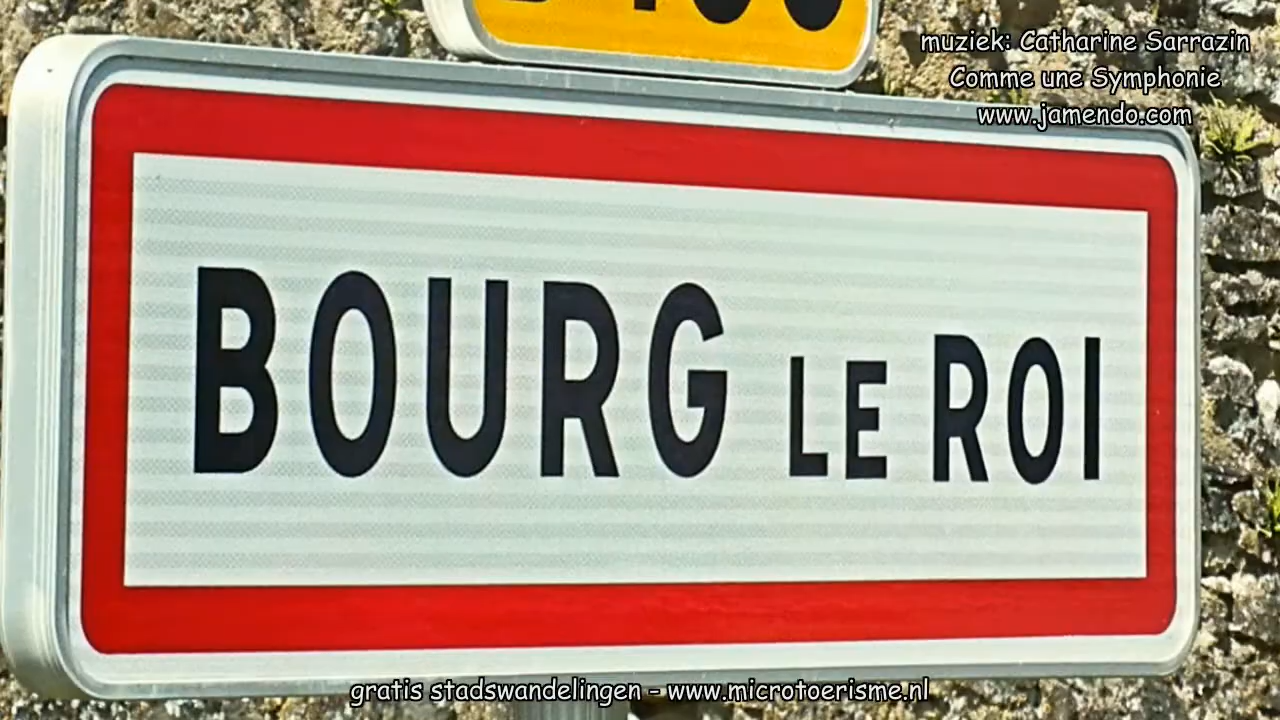 muziek: Catharine Sarrazin
Comme une Symphonie
www.jamendo.com
BOURG LE ROI
gratis stadswandelingen - www.microtoerisme.nl